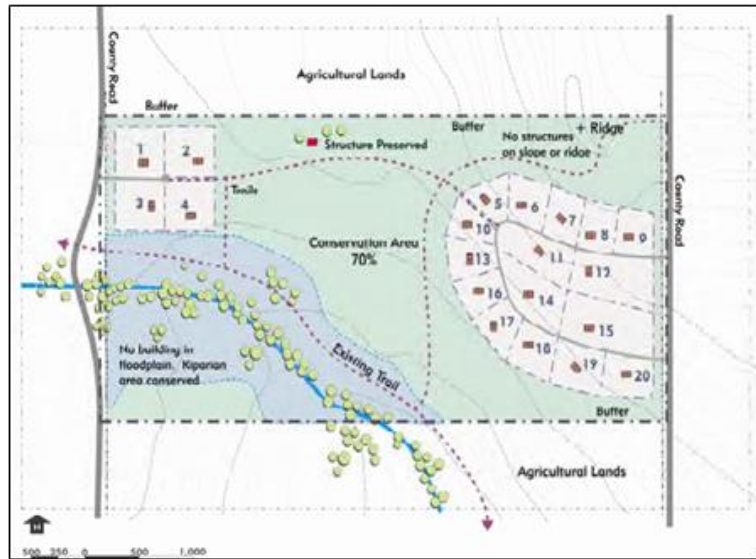 County Road
Agricultural Lands
Buffer
Buffer
+ Ridge
No structures
on slope or ridge
Structure Preserved
1
2
Trails
3
4
5
6
7
8
9
10
11
12
13
14
15
16
17
18
19
20
County Road
Conservation Area
70%
No building in
floodplain. Riparian
area conserved
Existing Trail
Buffer
Agricultural Lands
500 250 0 500 1,000